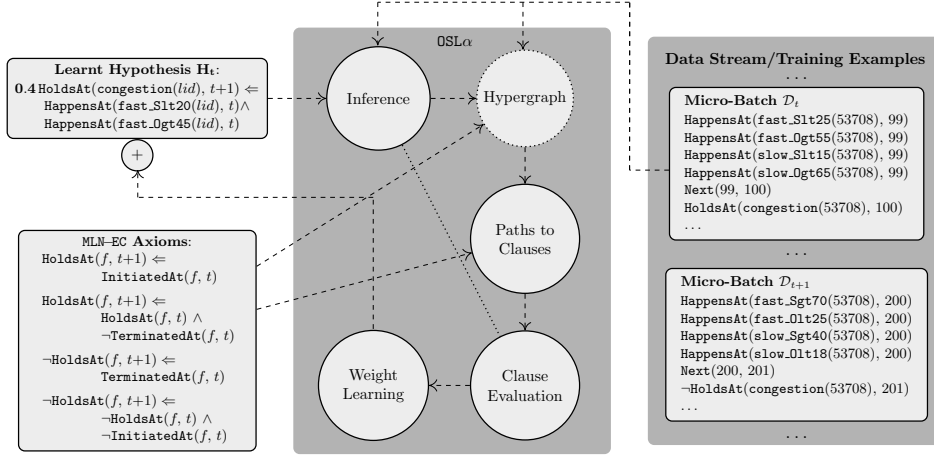 OSLα
Learnt Hypothesis Hₜ:
0.4 HoldsAt(congestion(lid), t+1) ⇐
HappensAt(fast_Slt20(lid), t)∧
HappensAt(fast_Ogt45(lid), t)
+
MLN–EC Axioms:
HoldsAt(f, t+1) ⇐
InitiatedAt(f, t)
HoldsAt(f, t+1) ⇐
HoldsAt(f, t) ∧
¬TerminatedAt(f, t)
¬HoldsAt(f, t+1) ⇐
TerminatedAt(f, t)
¬HoldsAt(f, t+1) ⇐
¬HoldsAt(f, t) ∧
¬InitiatedAt(f, t)
Inference
Hypergraph
Paths to
Clauses
Clause
Evaluation
Weight
Learning
Data Stream/Training Examples
...
Micro-Batch 𝒟ₜ
HappensAt(fast_Slt25(53708), 99)
HappensAt(fast_Ogt55(53708), 99)
HappensAt(slow_Slt15(53708), 99)
HappensAt(slow_Ogt65(53708), 99)
Next(99, 100)
HoldsAt(congestion(53708), 100)
...
...
Micro-Batch 𝒟ₜ₊₁
HappensAt(fast_Sgt70(53708), 200)
HappensAt(fast_Olt25(53708), 200)
HappensAt(slow_Sgt40(53708), 200)
HappensAt(slow_Olt18(53708), 200)
Next(200, 201)
¬HoldsAt(congestion(53708), 201)
...
...